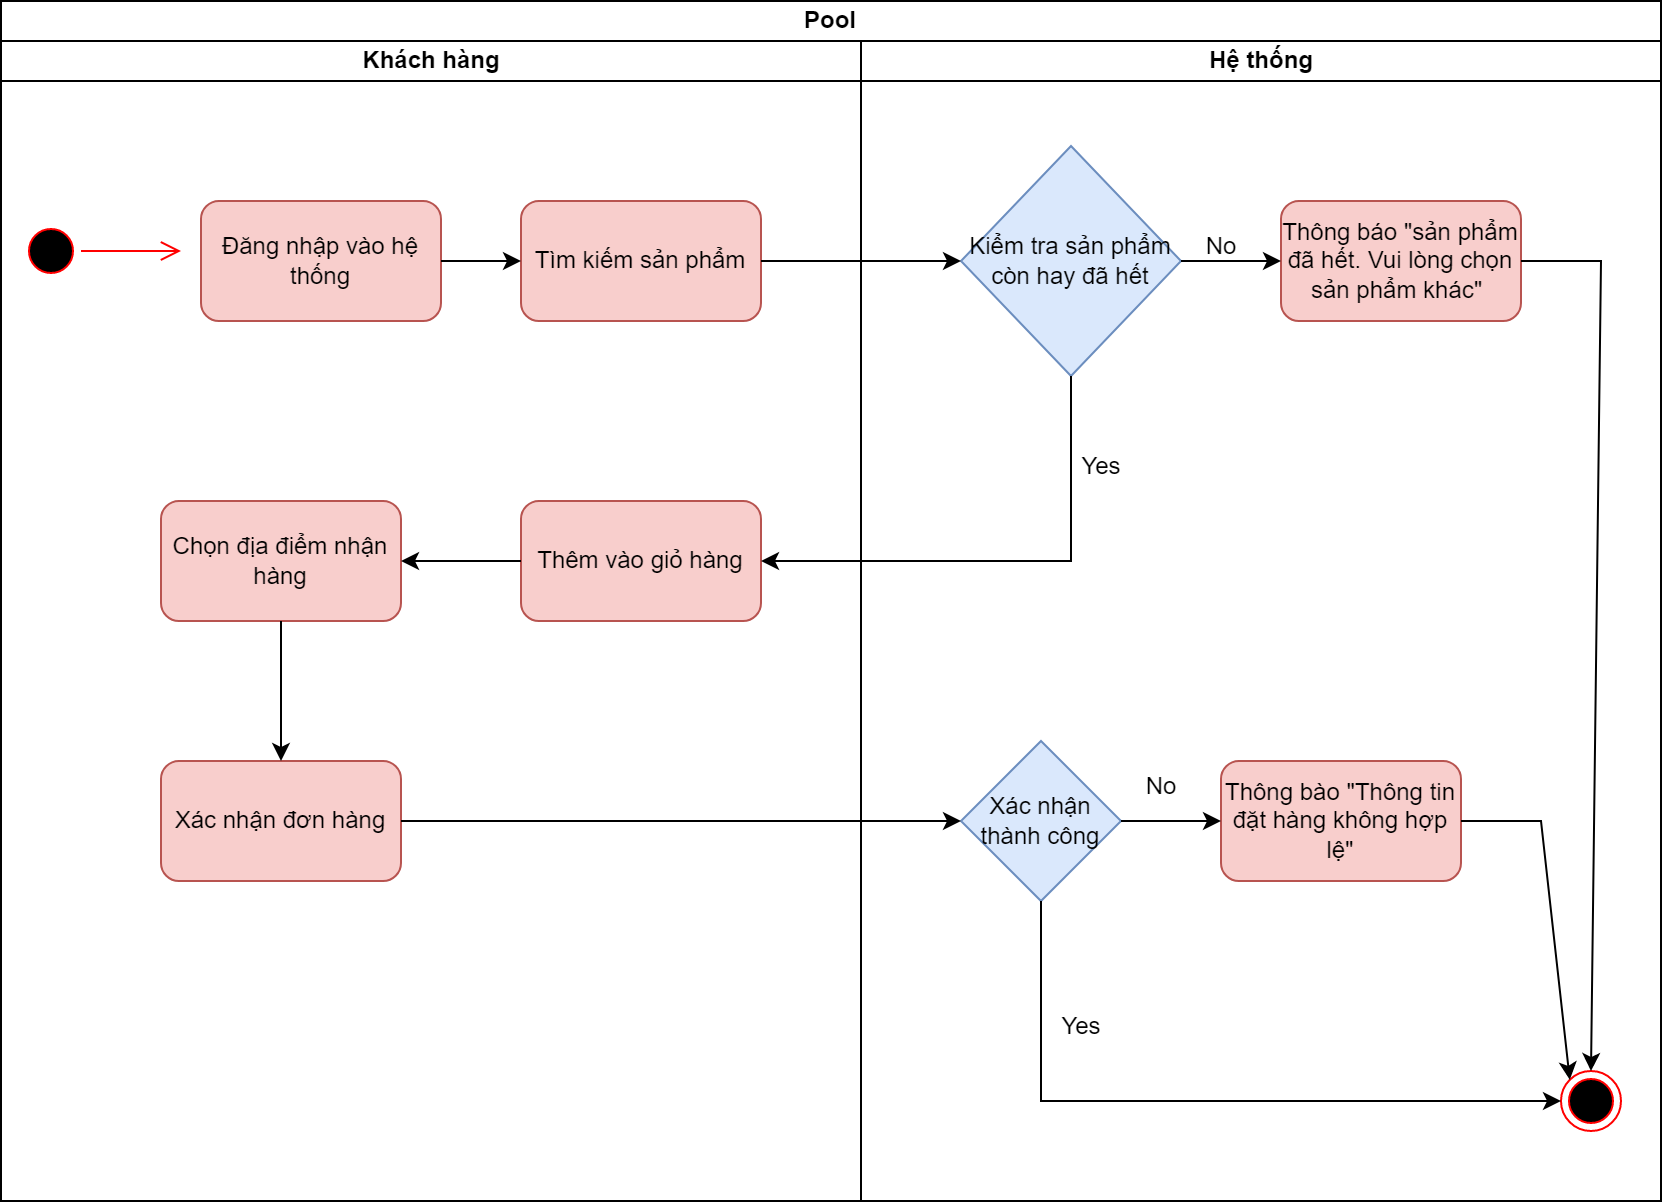 Pool
Khách hàng
Hệ thống
Đăng nhập vào hệ
thống
Tìm kiếm sản phẩm
Kiểm tra sản phẩm
còn hay đã hết
No
Thông báo "sản phẩm
đã hết. Vui lòng chọn
sản phẩm khác"
Yes
Chọn địa điểm nhận
hàng
Thêm vào giỏ hàng
Xác nhận đơn hàng
Xác nhận
thành công
No
Thông bào "Thông tin
đặt hàng không hợp
lệ"
Yes